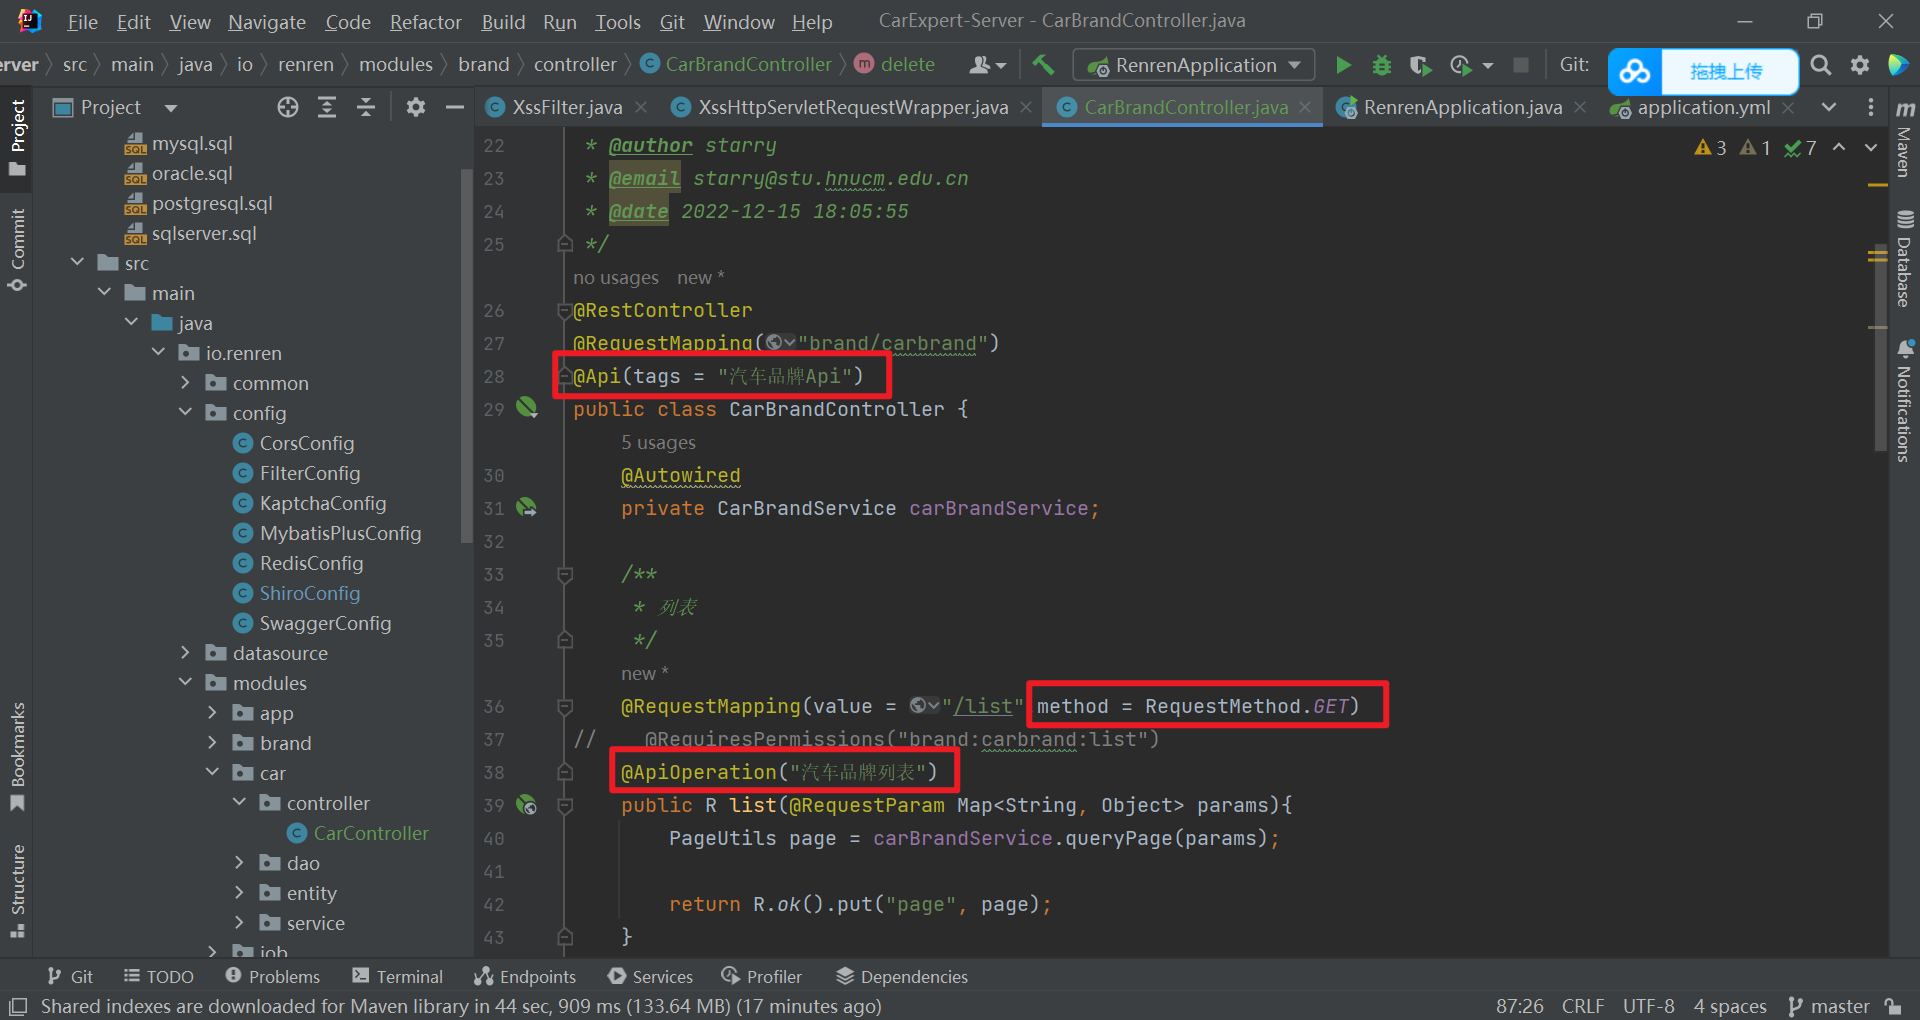 File Edit View Navigate Code Refactor Build Run Tools Git Window Help CarExpert-Server - CarBrandController.java
erver src main java io renren modules brand controller CarBrandController delete RenrenApplication Git: 拖拽上传
Project XssFilter.java XssHttpServletRequestWrapper.java CarBrandController.java RenrenApplication.java application.yml
Project
Commit
Bookmarks
Structure
mysql.sql
oracle.sql
postgresql.sql
sqlserver.sql
src
main
java
io.renren
common
config
CorsConfig
FilterConfig
KaptchaConfig
MybatisPlusConfig
RedisConfig
ShiroConfig
SwaggerConfig
datasource
modules
app
brand
car
controller
CarController
dao
entity
service
job
3 1 7
22 * @author starry
23 * @email starry@stu.hnucm.edu.cn
24 * @date 2022-12-15 18:05:55
25 */
no usages new *
26 @RestController
27 @RequestMapping("brand/carbrand")
28 @Api(tags = "汽车品牌Api")
29 public class CarBrandController {
5 usages
30 @Autowired
31 private CarBrandService carBrandService;
32
33 /**
34 * 列表
35 */
new *
36 @RequestMapping(value = "/list" method = RequestMethod.GET)
37 // @RequiresPermissions("brand:carbrand:list")
38 @ApiOperation("汽车品牌列表")
39 public R list(@RequestParam Map<String, Object> params){
40 PageUtils page = carBrandService.queryPage(params);
41
42 return R.ok().put("page", page);
43 }
m Maven
Database
Notifications
Git TODO Problems Terminal Endpoints Services Profiler Dependencies
Shared indexes are downloaded for Maven library in 44 sec, 909 ms (133.64 MB) (17 minutes ago) 87:26 CRLF UTF-8 4 spaces master